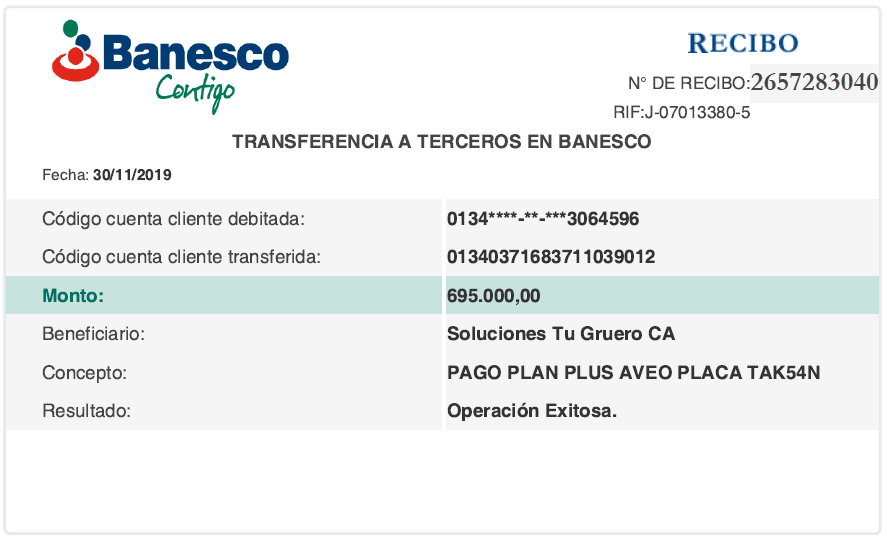 Banesco
Contigo
RECIBO
N° DE RECIBO:2657283040
RIF:J-07013380-5
TRANSFERENCIA A TERCEROS EN BANESCO
Fecha: 30/11/2019
Código cuenta cliente debitada: 0134****-**-***3064596
Código cuenta cliente transferida: 01340371683711039012
Monto: 695.000,00
Beneficiario: Soluciones Tu Gruero CA
Concepto: PAGO PLAN PLUS AVEO PLACA TAK54N
Resultado: Operación Exitosa.